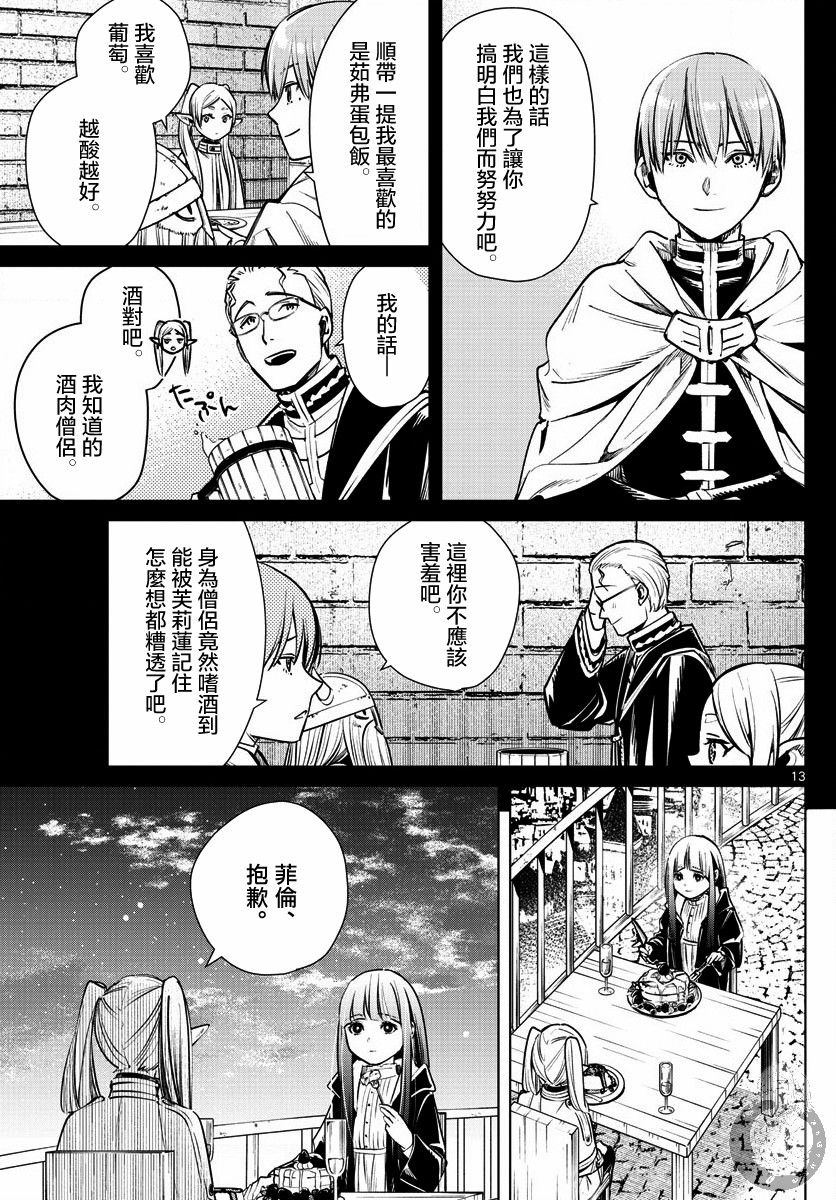 這樣的話
我們也為了讓你
搞明白我們而努努力吧。
順帶一提我最喜歡的
是茹弗蛋包飯。
我喜歡
葡萄。
越酸越好。
我的話—
たぷん
酒對吧。
我知道的
酒肉僧侶。
這裡你不應該
害羞吧。
身為僧侶竟然嗜酒到
能被芙莉蓮記住
怎麼想都糟透了吧。
13
菲倫、
抱歉。